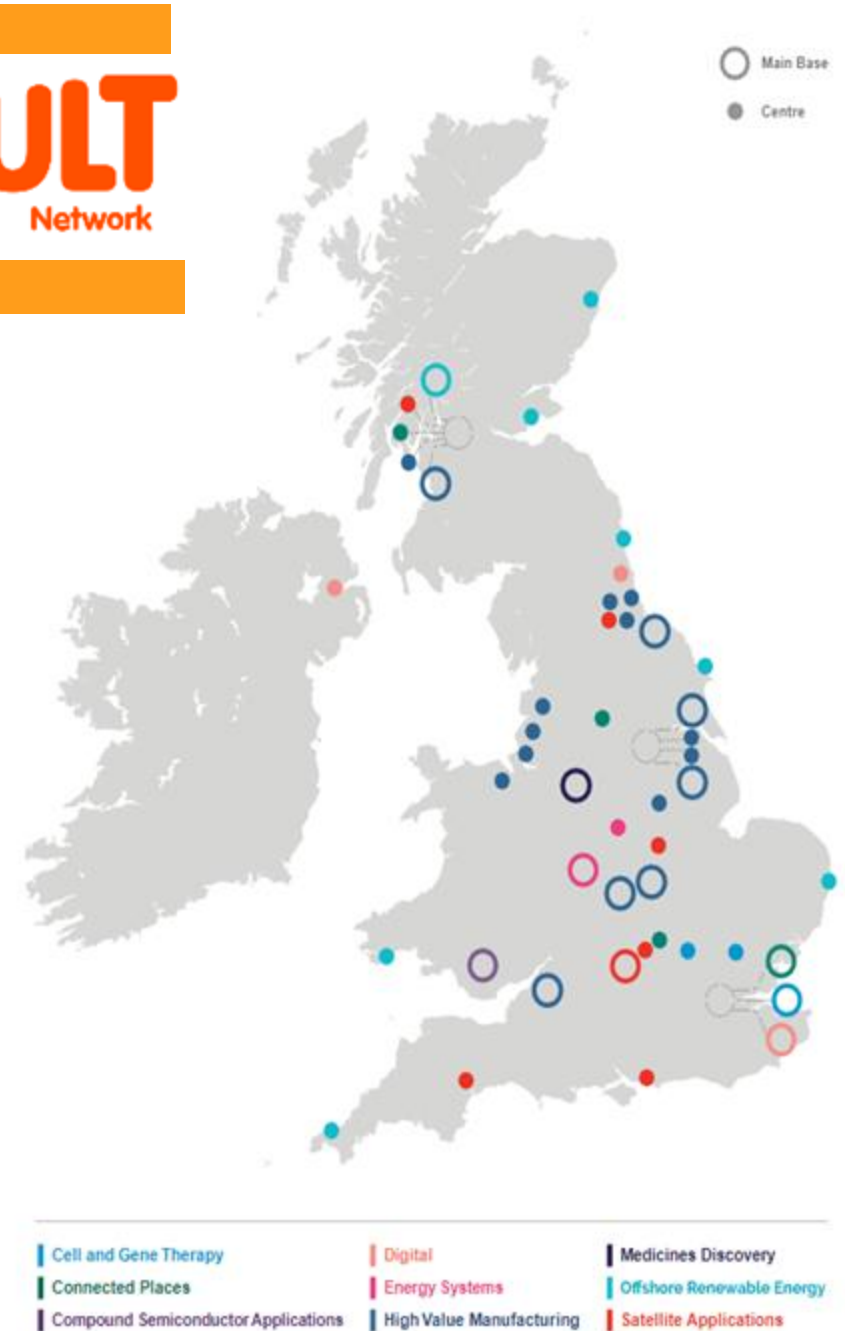 ULT
Network
Main Base
Centre
Cell and Gene Therapy
Connected Places
Compound Semiconductor Applications
Digital
Energy Systems
High Value Manufacturing
Medicines Discovery
Offshore Renewable Energy
Satellite Applications